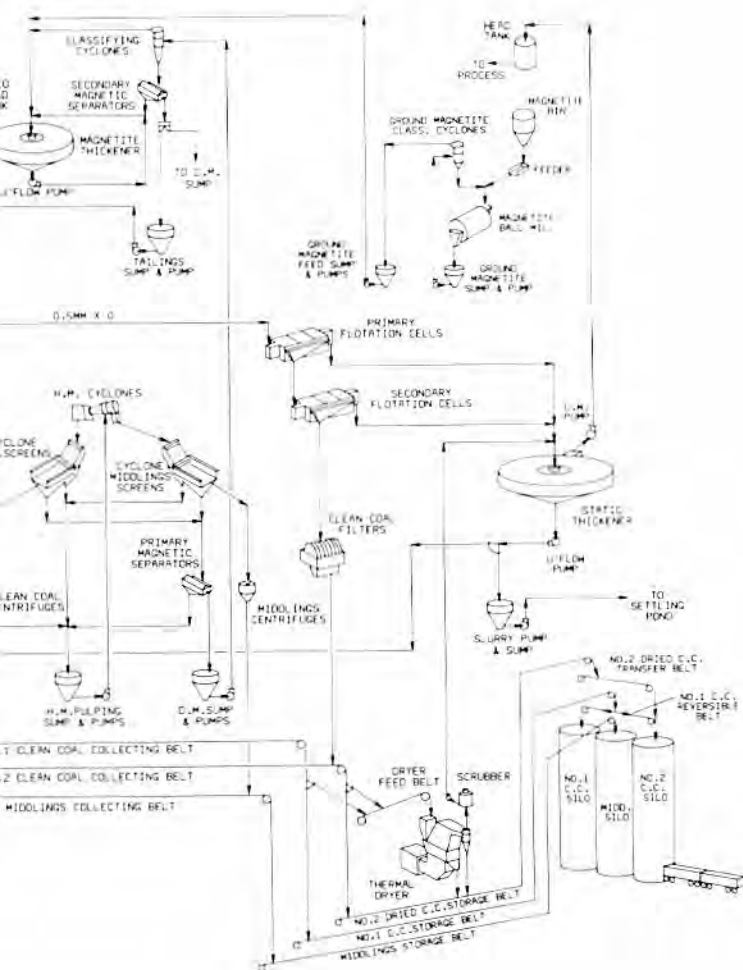 CLASSIFYING
CYCLONES
SECONDARY
MAGNETIC
SEPARATORS
MAGNETITE
THICKENER
U'FLOW PUMP
TO D.M.
SUMP
TAILINGS
SUMP & PUMP
HEAD
TANK
TO
PROCESS
MAGNETITE
BIN
GROUND MAGNETITE
CLASS. CYCLONES
FEEDER
MAGNETITE
BALL MILL
GROUND
MAGNETITE
FEED SUMP
& PUMPS
GROUND
MAGNETITE
SUMP & PUMP
0.5MM X 0
PRIMARY
FLOTATION CELLS
H.M. CYCLONES
SECONDARY
FLOTATION CELLS
PUMP
CYCLONE
MIDDLINGS
SCREENS
STATIC
THICKENER
CLEAN COAL
FILTERS
PRIMARY
MAGNETIC
SEPARATORS
U'FLOW
PUMP
MIDDLINGS
CENTRIFUGES
TO
SETTLING
POND
SLURRY PUMP
& SUMP
H.M.PULPING
SUMP & PUMPS
D.M.SUMP
& PUMPS
NO.2 DRIED C.C.
TRANSFER BELT
NO.1 C.C.
REVERSIBLE
BELT
.1 CLEAN COAL COLLECTING BELT
.2 CLEAN COAL COLLECTING BELT
MIDDLINGS COLLECTING BELT
DRYER
FEED BELT
SCRUBBER
NO.1
C.C.
SILO
MIDD.
SILO
NO.2
C.C.
SILO
THERMAL
DRYER
NO.2 DRIED C.C.STORAGE BELT
NO.1 C.C.STORAGE BELT
MIDDLINGS STORAGE BELT